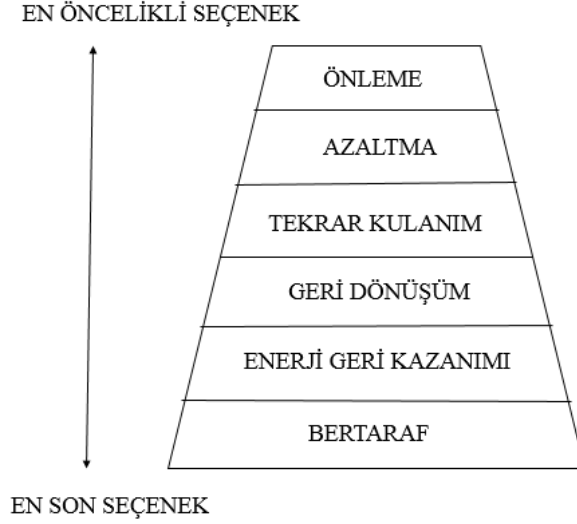 EN ÖNCELİKLİ SEÇENEK
ÖNLEME
AZALTMA
TEKRAR KULANIM
GERİ DÖNÜŞÜM
ENERJİ GERİ KAZANIMI
BERTARAF
EN SON SEÇENEK